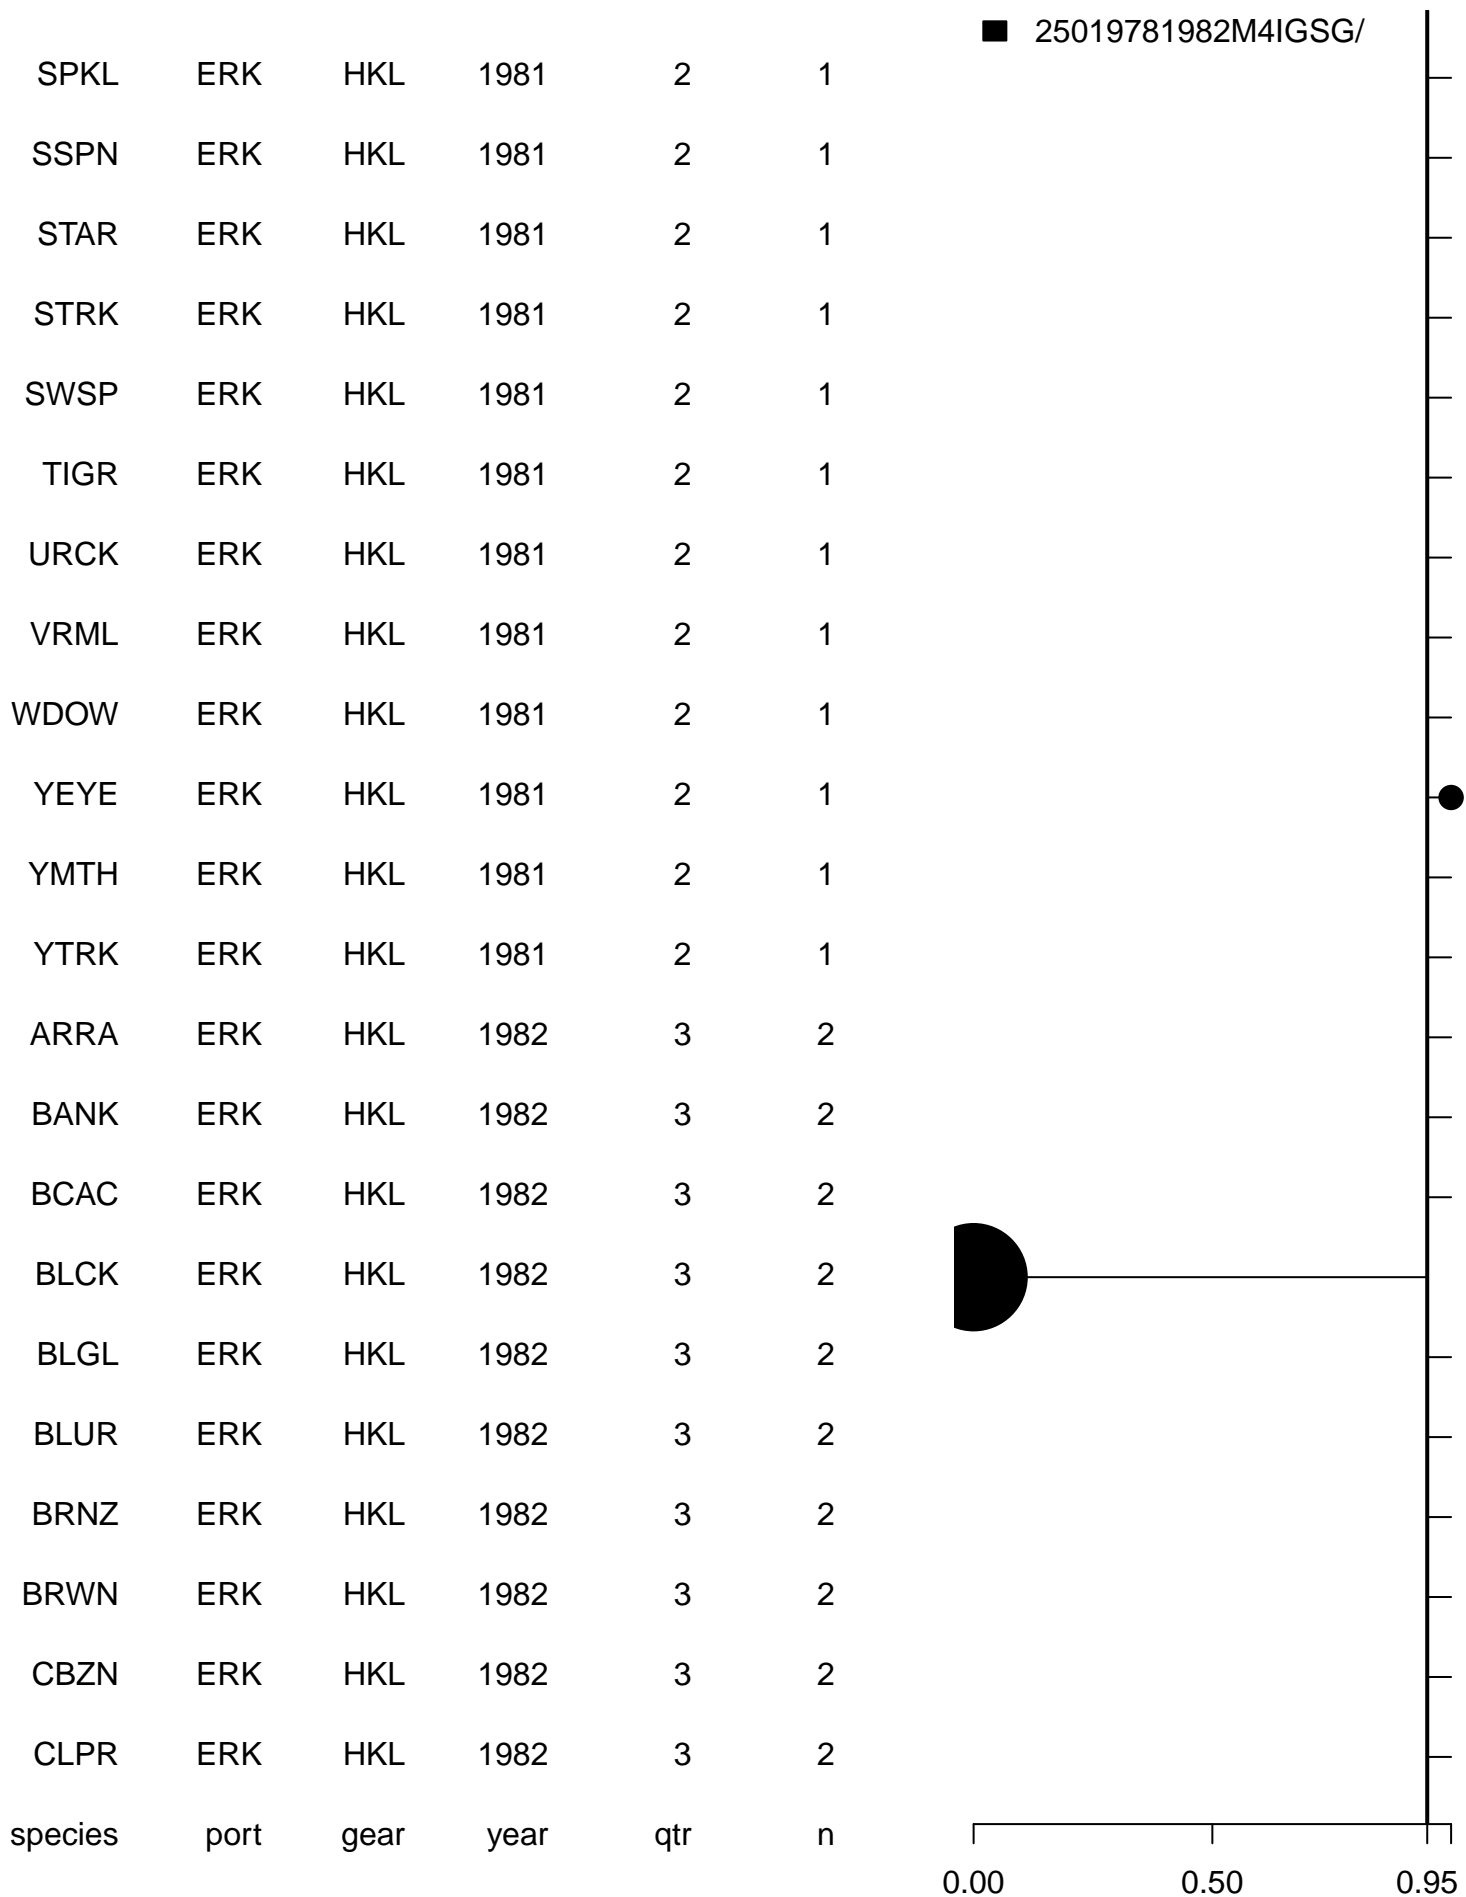 25019781982M4IGSG/
SPKL ERK HKL 1981 2 1
SSPN ERK HKL 1981 2 1
STAR ERK HKL 1981 2 1
STRK ERK HKL 1981 2 1
SWSP ERK HKL 1981 2 1
TIGR ERK HKL 1981 2 1
URCK ERK HKL 1981 2 1
VRML ERK HKL 1981 2 1
WDOW ERK HKL 1981 2 1
YEYE ERK HKL 1981 2 1
YMTH ERK HKL 1981 2 1
YTRK ERK HKL 1981 2 1
ARRA ERK HKL 1982 3 2
BANK ERK HKL 1982 3 2
BCAC ERK HKL 1982 3 2
BLCK ERK HKL 1982 3 2
BLGL ERK HKL 1982 3 2
BLUR ERK HKL 1982 3 2
BRNZ ERK HKL 1982 3 2
BRWN ERK HKL 1982 3 2
CBZN ERK HKL 1982 3 2
CLPR ERK HKL 1982 3 2
species port gear year qtr n
0.00 0.50 0.95